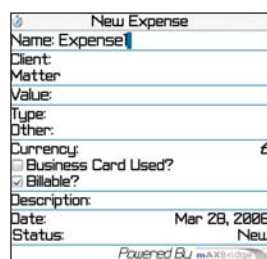 New Expense
Name: Expense1
Client:
Matter
Value:
Type:
Other:
Currency: €
Business Card Used?
Billable?
Description:
Date: Mar 28, 2006
Status: New
Powered By mAXBridge